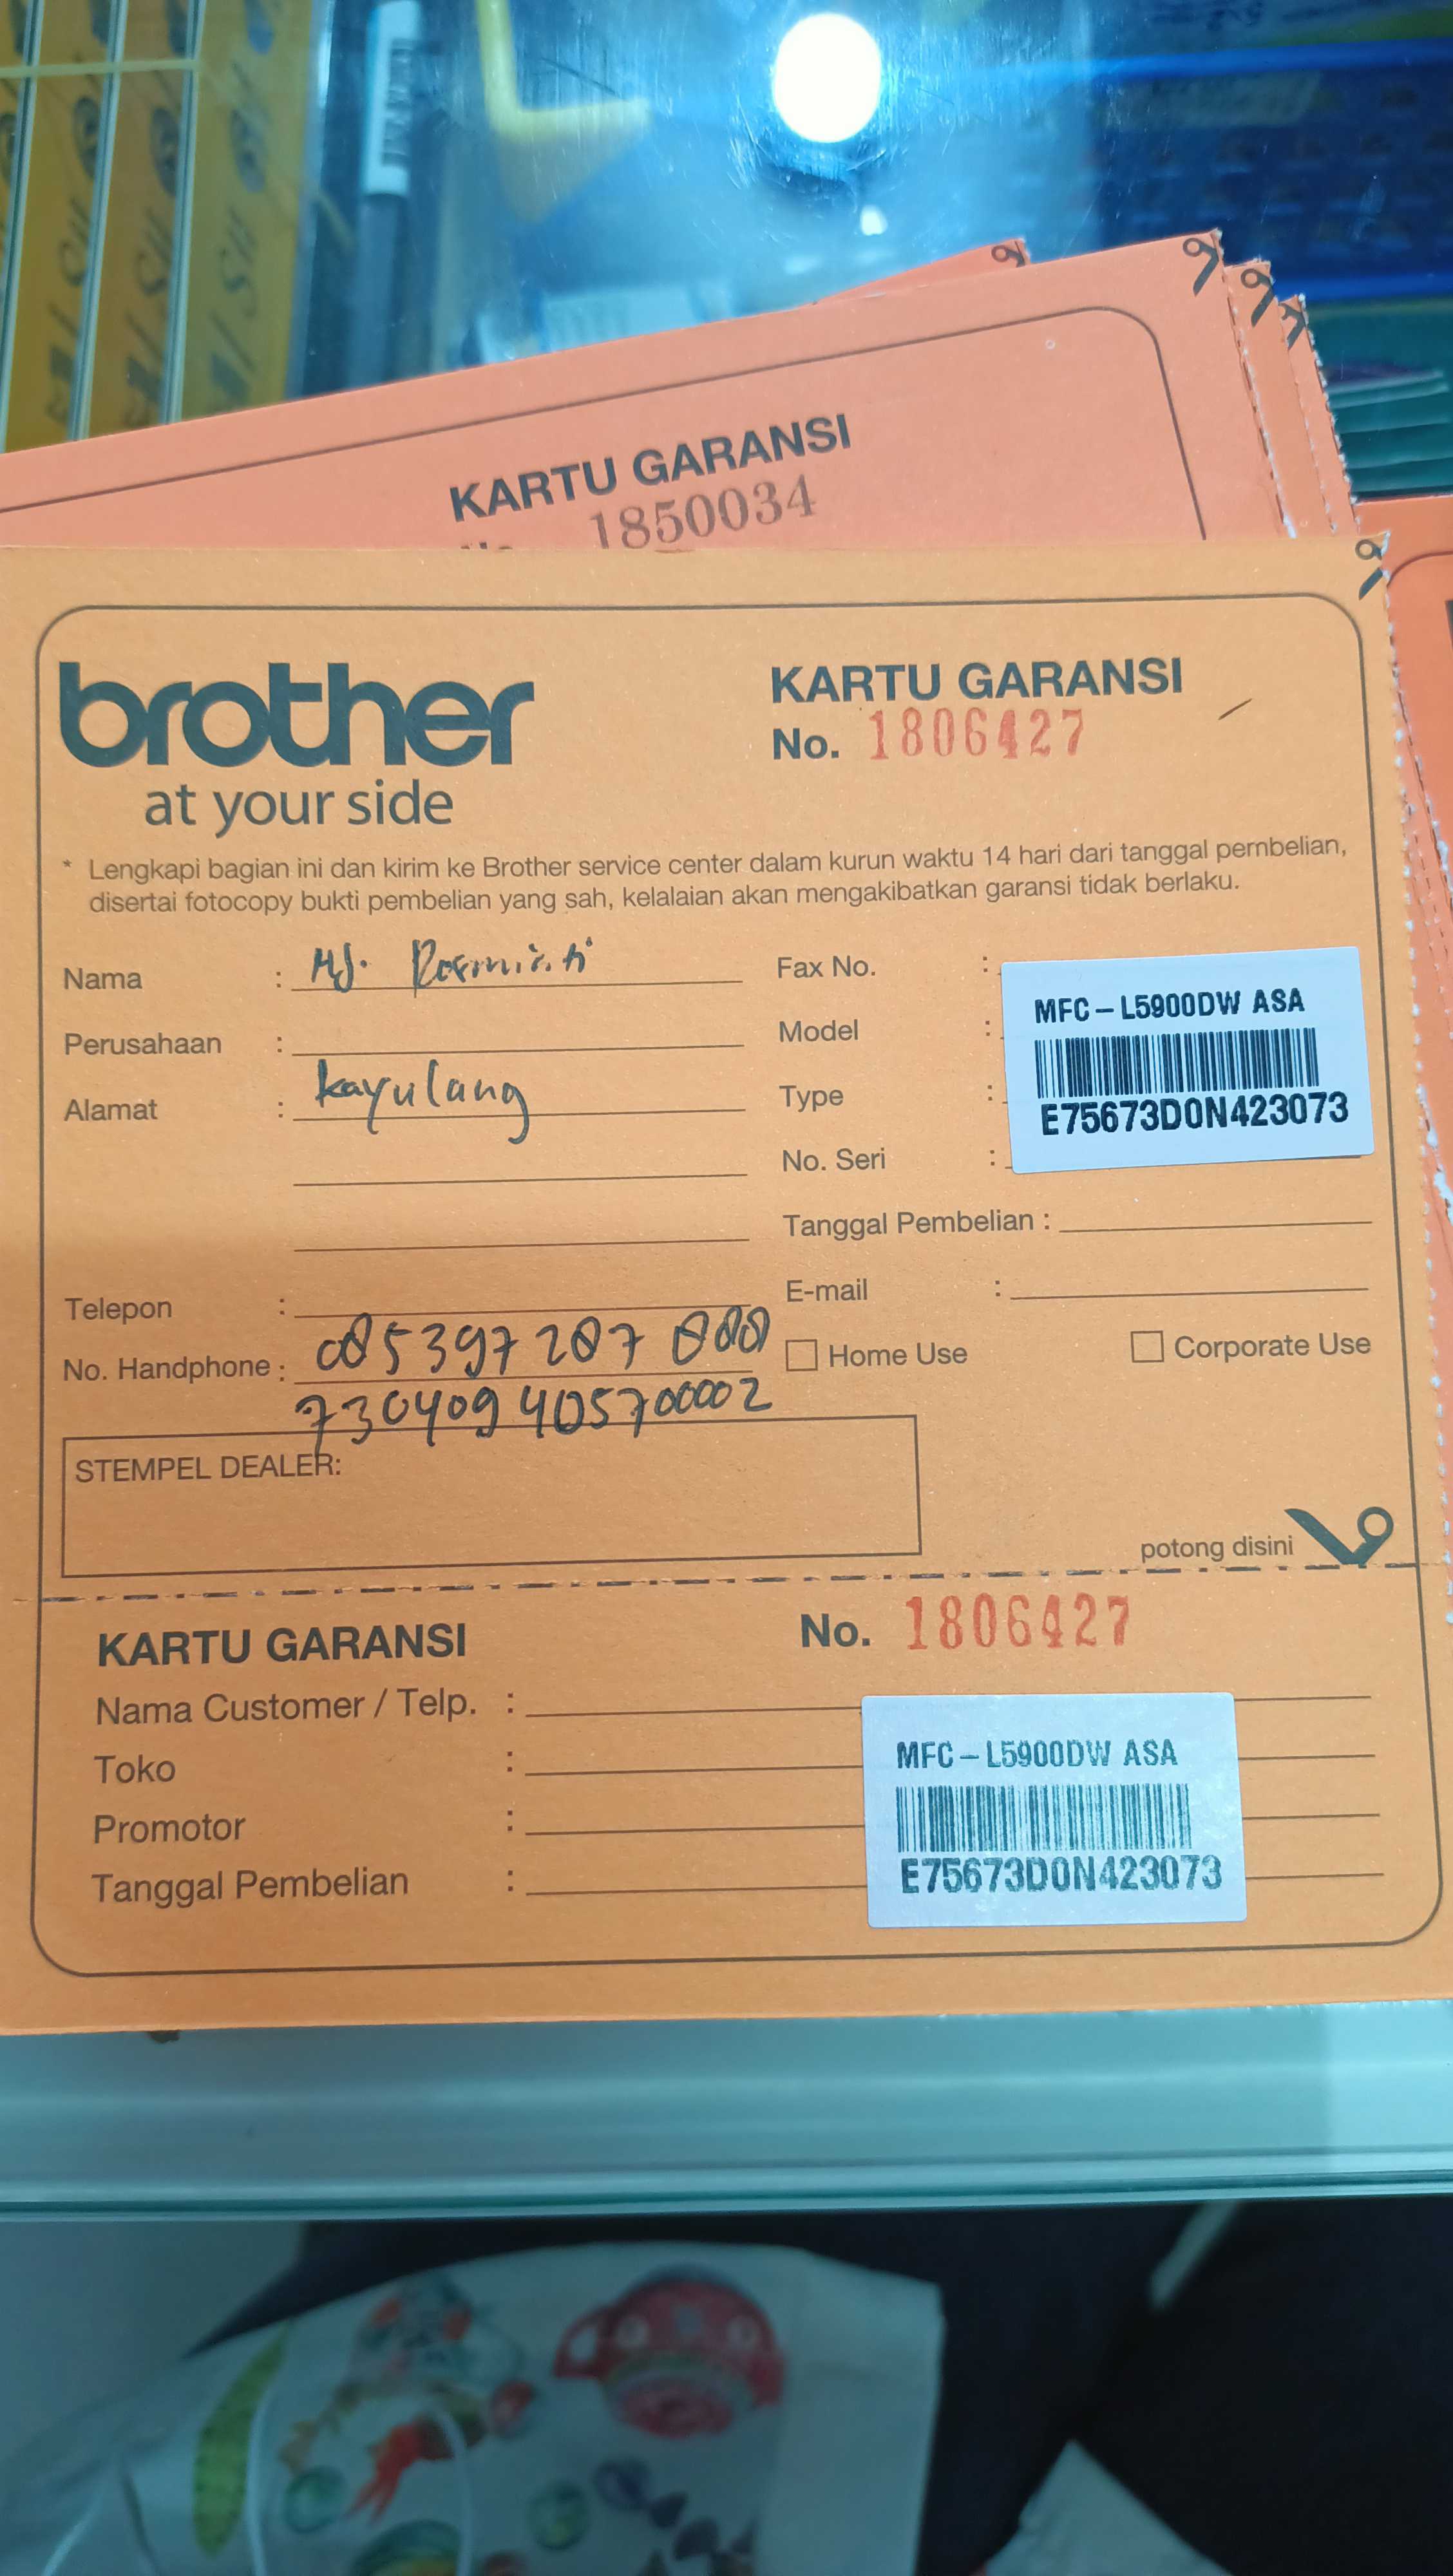 KARTU GARANSI
1850034
brother
at your side
KARTU GARANSI
No. 1806427
* Lengkapi bagian ini dan kirim ke Brother service center dalam kurun waktu 14 hari dari tanggal pembelian,
disertai fotocopy bukti pembelian yang sah, kelalaian akan mengakibatkan garansi tidak berlaku.
Nama : Hj.
Perusahaan :
Alamat : kayulang
Telepon :
No. Handphone : 085397287888
730409405700002
Fax No. :
Model :
Type :
No. Seri :
MFC-L5900DW ASA
E75673D0N423073
Tanggal Pembelian :
E-mail :
Home Use Corporate Use
STEMPEL DEALER:
potong disini
KARTU GARANSI No. 1806427
Nama Customer / Telp. :
Toko :
Promotor :
Tanggal Pembelian :
MFC-L5900DW ASA
E75673D0N423073